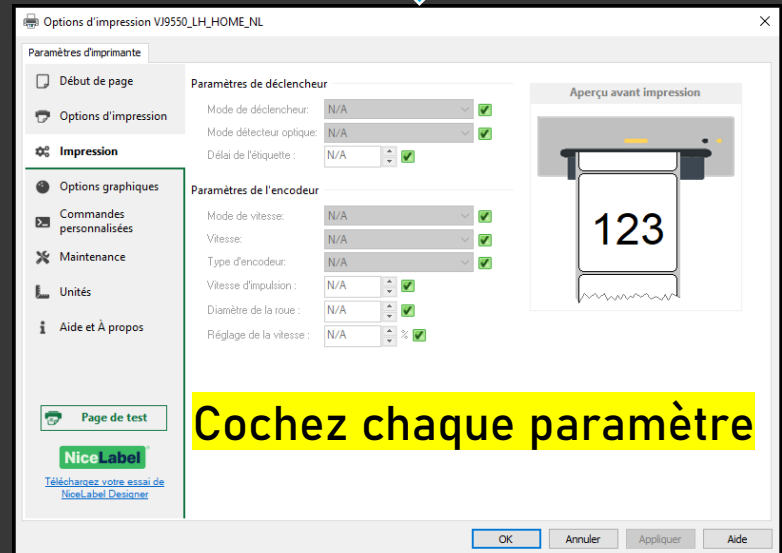 Options d'impression VJ9550_LH_HOME_NL
Paramètres d'imprimante
Début de page
Options d'impression
Impression
Options graphiques
Commandes
personnalisées
Maintenance
Unités
Aide et À propos
Page de test
NiceLabel
Téléchargez votre essai de
NiceLabel Designer
Paramètres de déclencheur
Mode de déclencheur: N/A
Mode détecteur optique: N/A
Délai de l'étiquette : N/A
Paramètres de l'encodeur
Mode de vitesse: N/A
Vitesse: N/A
Type d'encodeur: N/A
Vitesse d'impulsion : N/A
Diamètre de la roue : N/A
Réglage de la vitesse : N/A %
Aperçu avant impression
123
Cochez chaque paramètre
OK Annuler Appliquer Aide